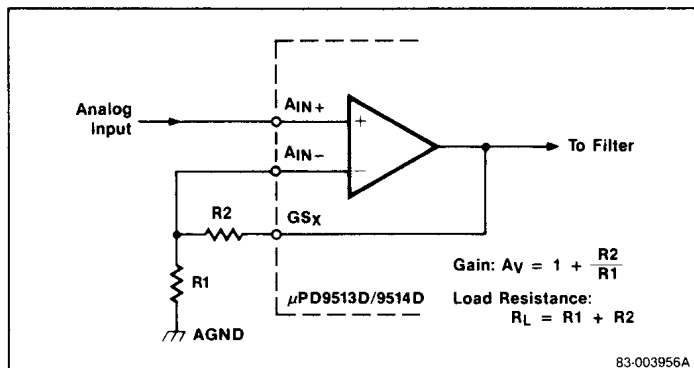 Analog
Input
AIN+
+
To Filter
AIN−
−
R2
GSX
R1
Gain: AV = 1 + R2/R1
µPD9513D/9514D
Load Resistance:
RL = R1 + R2
AGND
83-003956A